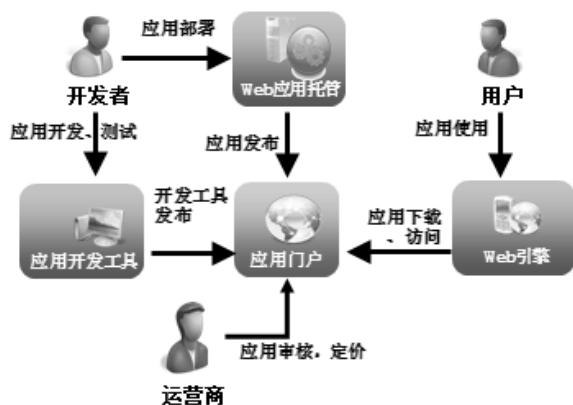 应用部署
Web应用托管
开发者
用户
应用开发、测试
应用发布
应用使用
开发工具
发布
应用下载
、访问
应用开发工具
应用门户
Web引擎
应用审核，定价
运营商